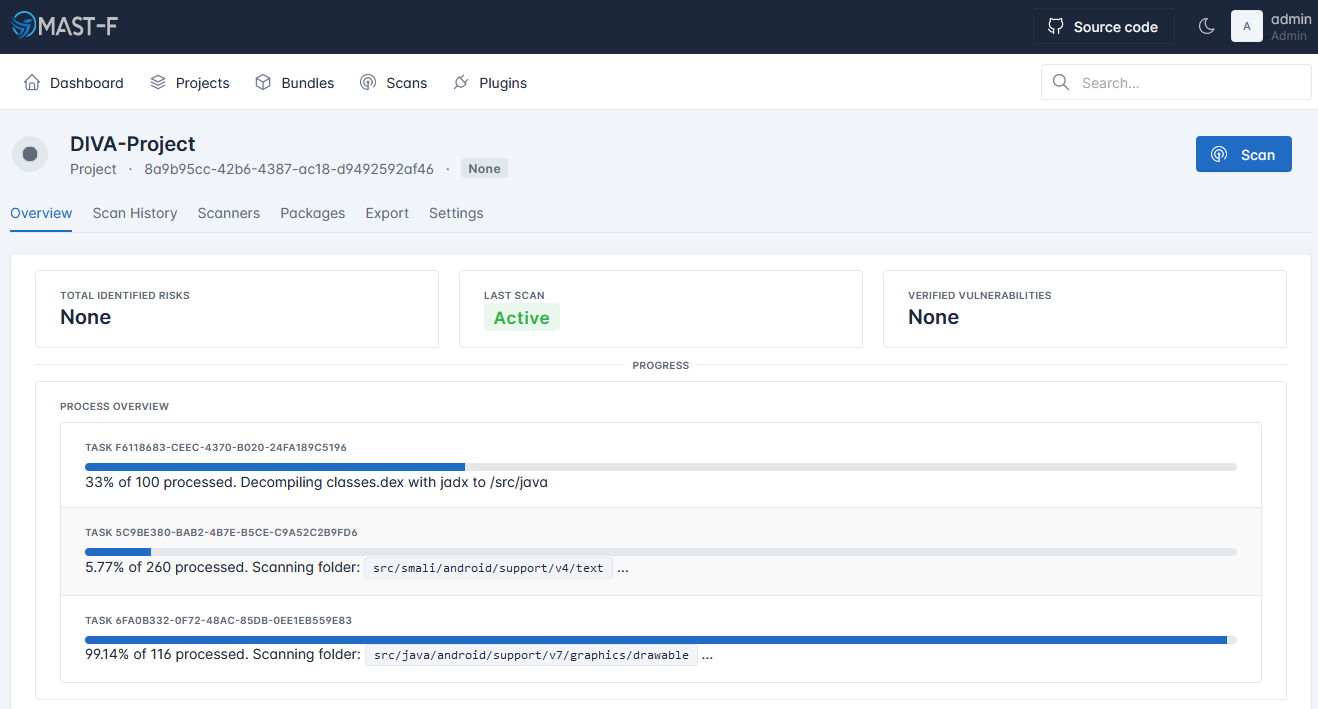 MAST-F
Source code
A
admin
Admin
Dashboard
Projects
Bundles
Scans
Plugins
Search...
DIVA-Project
Project · 8a9b95cc-42b6-4387-ac18-d9492592af46 · None
Scan
Overview
Scan History
Scanners
Packages
Export
Settings
TOTAL IDENTIFIED RISKS
None
LAST SCAN
Active
VERIFIED VULNERABILITIES
None
PROGRESS
PROCESS OVERVIEW
TASK F6118683-CEEC-4370-B020-24FA189C5196
33% of 100 processed. Decompiling classes.dex with jadx to /src/java
TASK 5C9BE380-BAB2-4B7E-B5CE-C9A52C2B9FD6
5.77% of 260 processed. Scanning folder: src/smali/android/support/v4/text ...
TASK 6FA0B332-0F72-48AC-85DB-0EE1EB559E83
99.14% of 116 processed. Scanning folder: src/java/android/support/v7/graphics/drawable ...